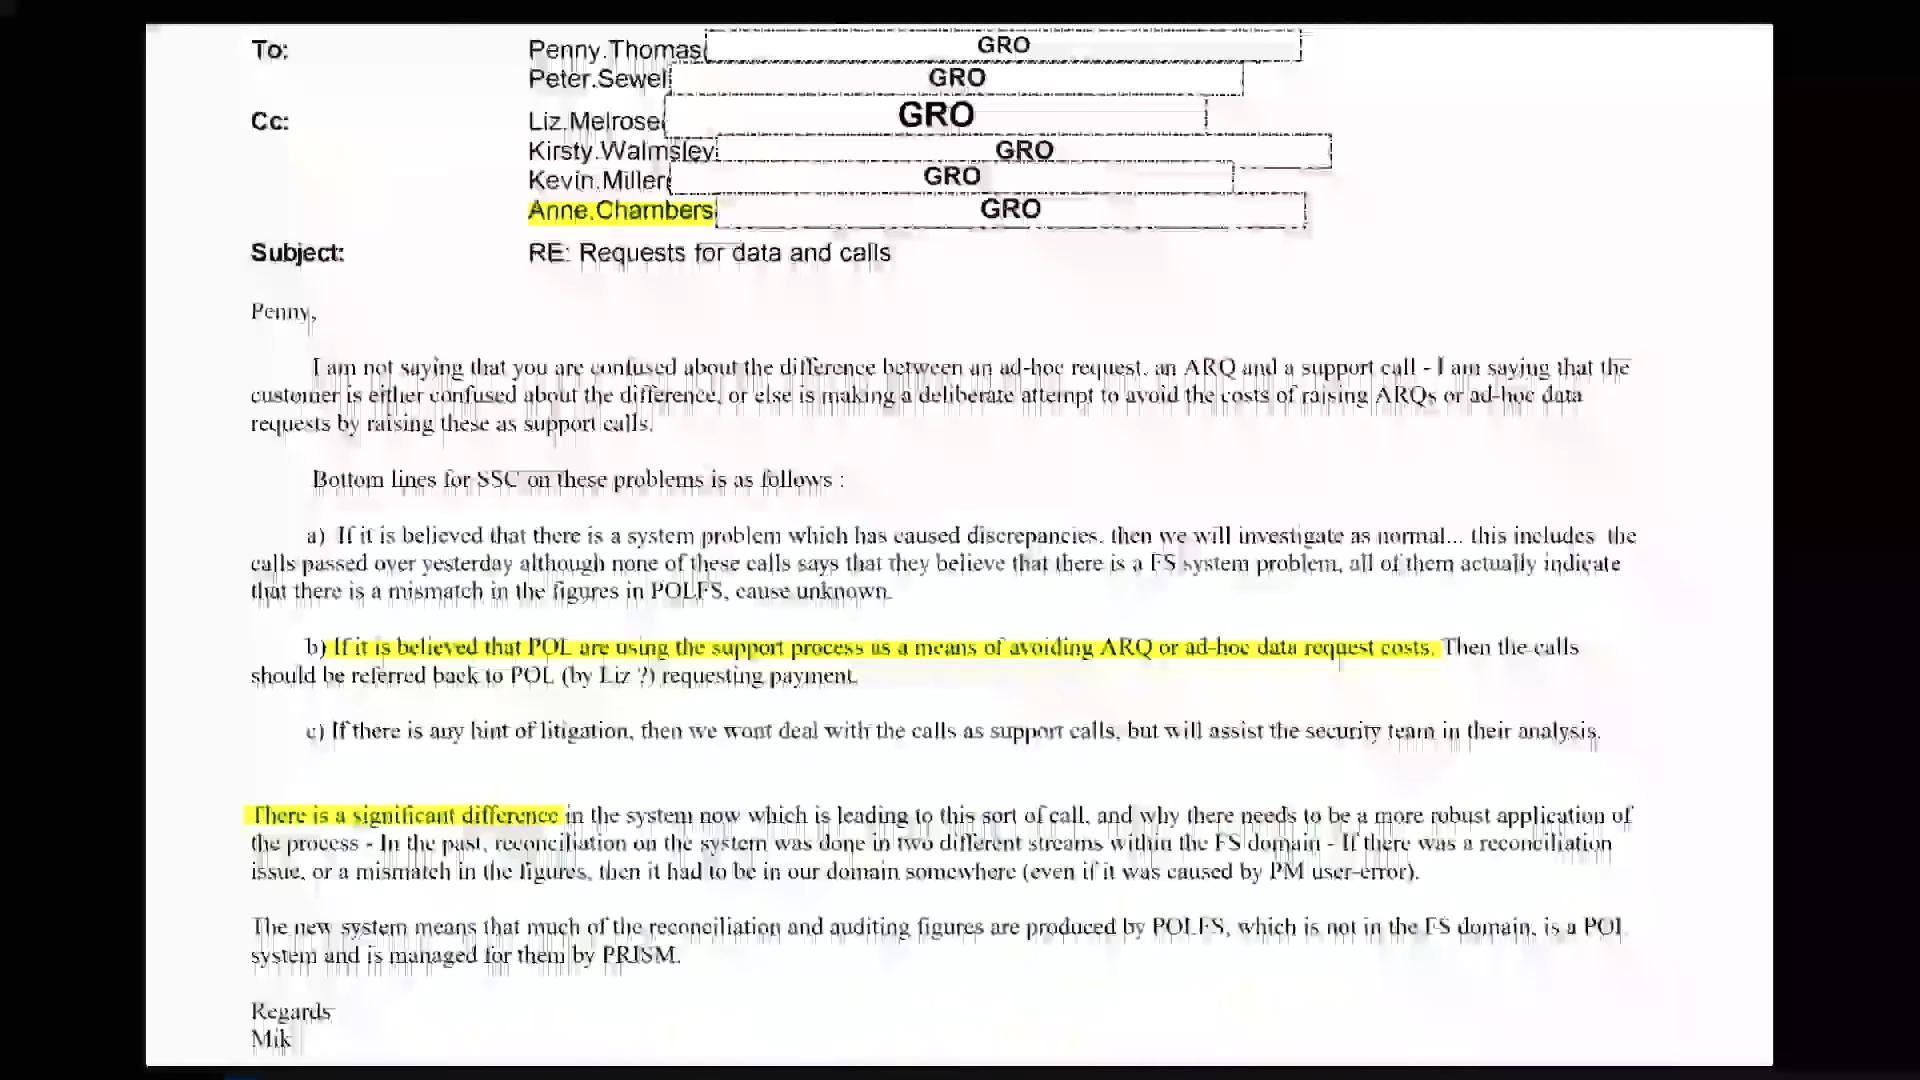 To: Penny.Thomas( GRO
Peter.Sewel GRO
Cc: Liz.Melrose( GRO
Kirsty.Walmsley GRO
Kevin.Miller( GRO
Anne.Chambers GRO
Subject: RE: Requests for data and calls
Penny,
I am not saying that you are confused about the difference between an ad-hoc request, an ARQ and a support call - I am saying that the
customer is either confused about the difference, or else is making a deliberate attempt to avoid the costs of raising ARQs or ad-hoc data
requests by raising these as support calls.
Bottom lines for SSC on these problems is as follows :
a) If it is believed that there is a system problem which has caused discrepancies, then we will investigate as normal... this includes the
calls passed over yesterday although none of these calls says that they believe that there is a FS system problem, all of them actually indicate
that there is a mismatch in the figures in POLFS, cause unknown.
b) If it is believed that POL are using the support process as a means of avoiding ARQ or ad-hoc data request costs. Then the calls
should be referred back to POL (by Liz ?) requesting payment.
c) If there is any hint of litigation, then we wont deal with the calls as support calls, but will assist the security team in their analysis.
There is a significant difference in the system now which is leading to this sort of call, and why there needs to be a more robust application of
the process - In the past, reconciliation on the system was done in two different streams within the FS domain - If there was a reconciliation
issue, or a mismatch in the figures, then it had to be in our domain somewhere (even if it was caused by PM user-error).
The new system means that much of the reconciliation and auditing figures are produced by POLFS, which is not in the FS domain, is a POL
system and is managed for them by PRISM.
Regards
Mik